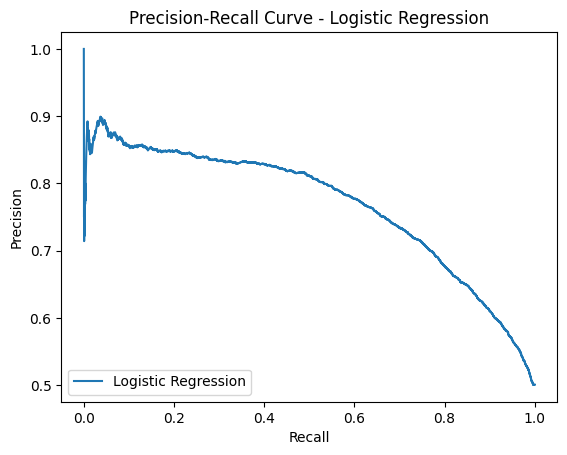 Precision-Recall Curve - Logistic Regression
1.0
0.9
0.8
0.7
0.6
0.5
Precision
Logistic Regression
0.0 0.2 0.4 0.6 0.8 1.0
Recall